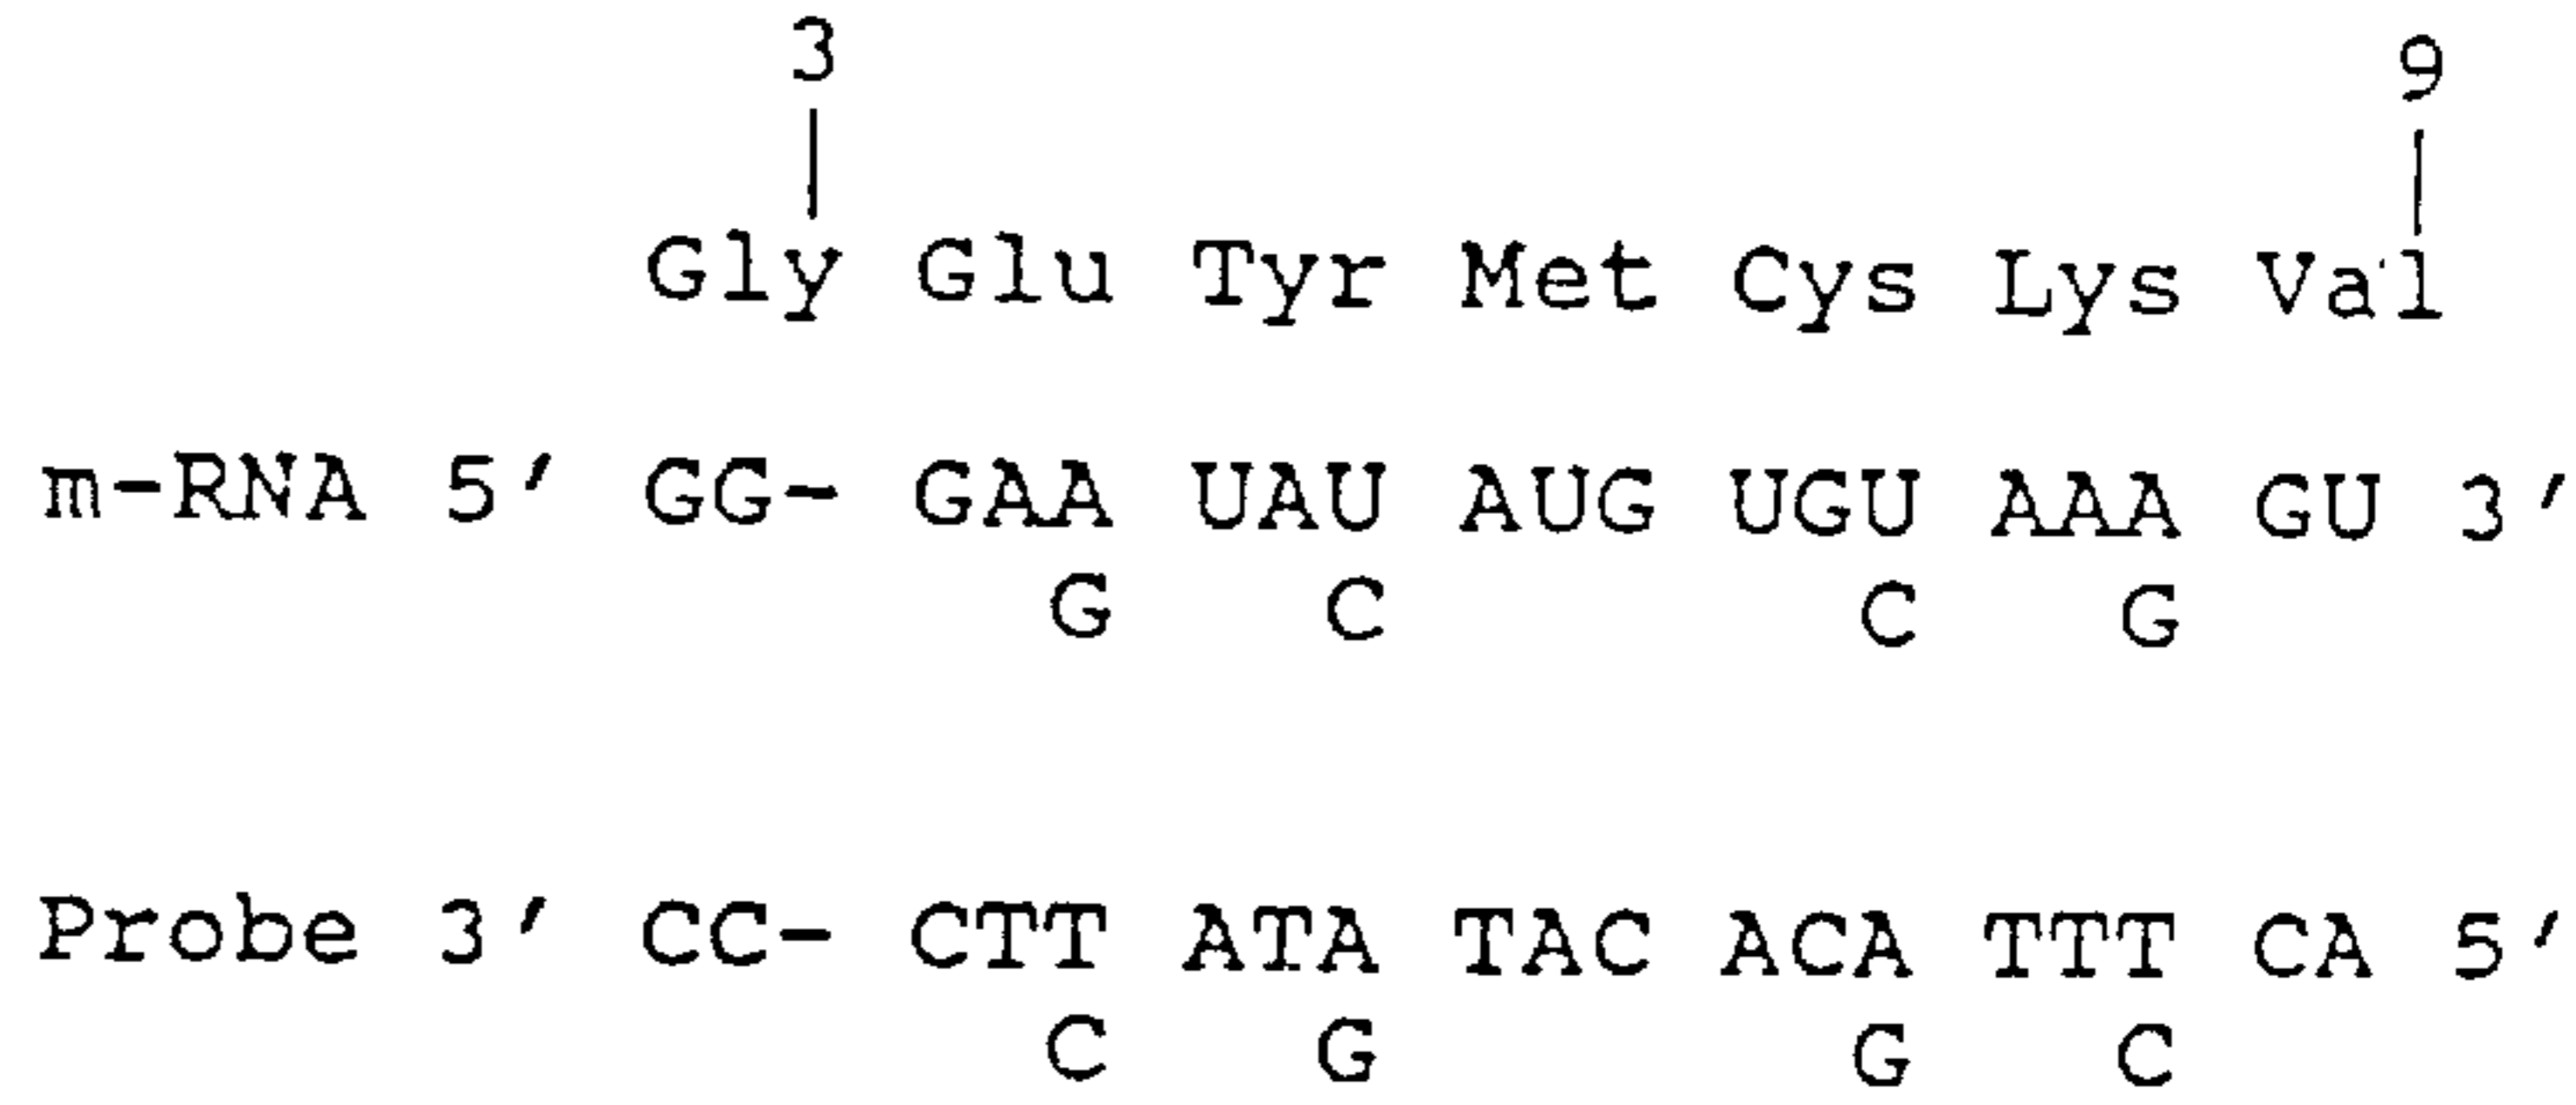 3 9
Gly Glu Tyr Met Cys Lys Val
m-RNA 5' GG- GAA UAU AUG UGU AAA GU 3'
G C C G
Probe 3' CC- CTT ATA TAC ACA TTT CA 5'
C G G C